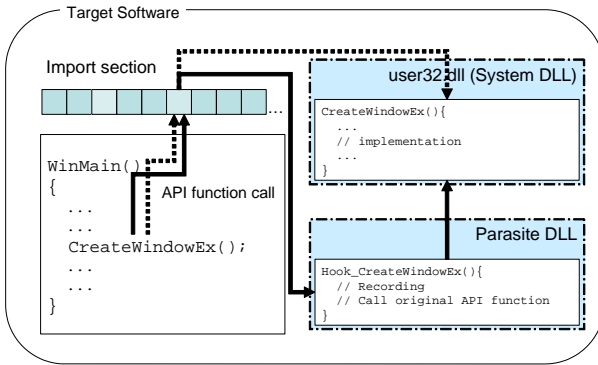 Target Software
Import section
...
WinMain()
{
...
...
CreateWindowEx();
...
...
}
API function call
user32.dll (System DLL)
CreateWindowEx(){
...
// implementation
...
}
Parasite DLL
Hook_CreateWindowEx(){
// Recording
// Call original API function
}